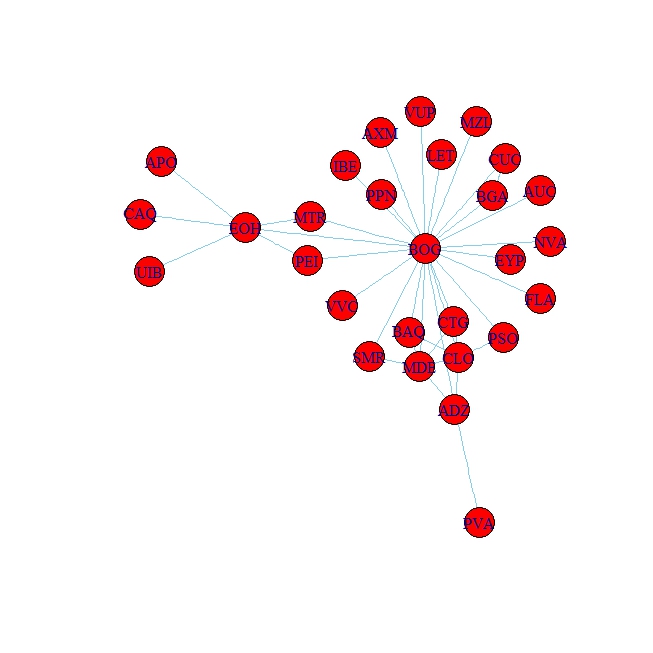 VUP
MZL
AXM
LET
CUC
APO
IBE
PPN
BGA
AUC
CAQ
MTR
EOH
BOG
NVA
PEI
EYP
UIB
FLA
VVC
CTG
BAQ
PSO
SMR
CLO
MDE
ADZ
PVA